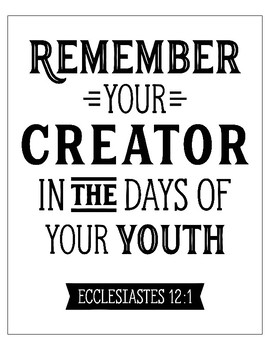 REMEMBER
YOUR
CREATOR
IN THE DAYS OF
YOUR YOUTH
ECCLESIASTES 12:1